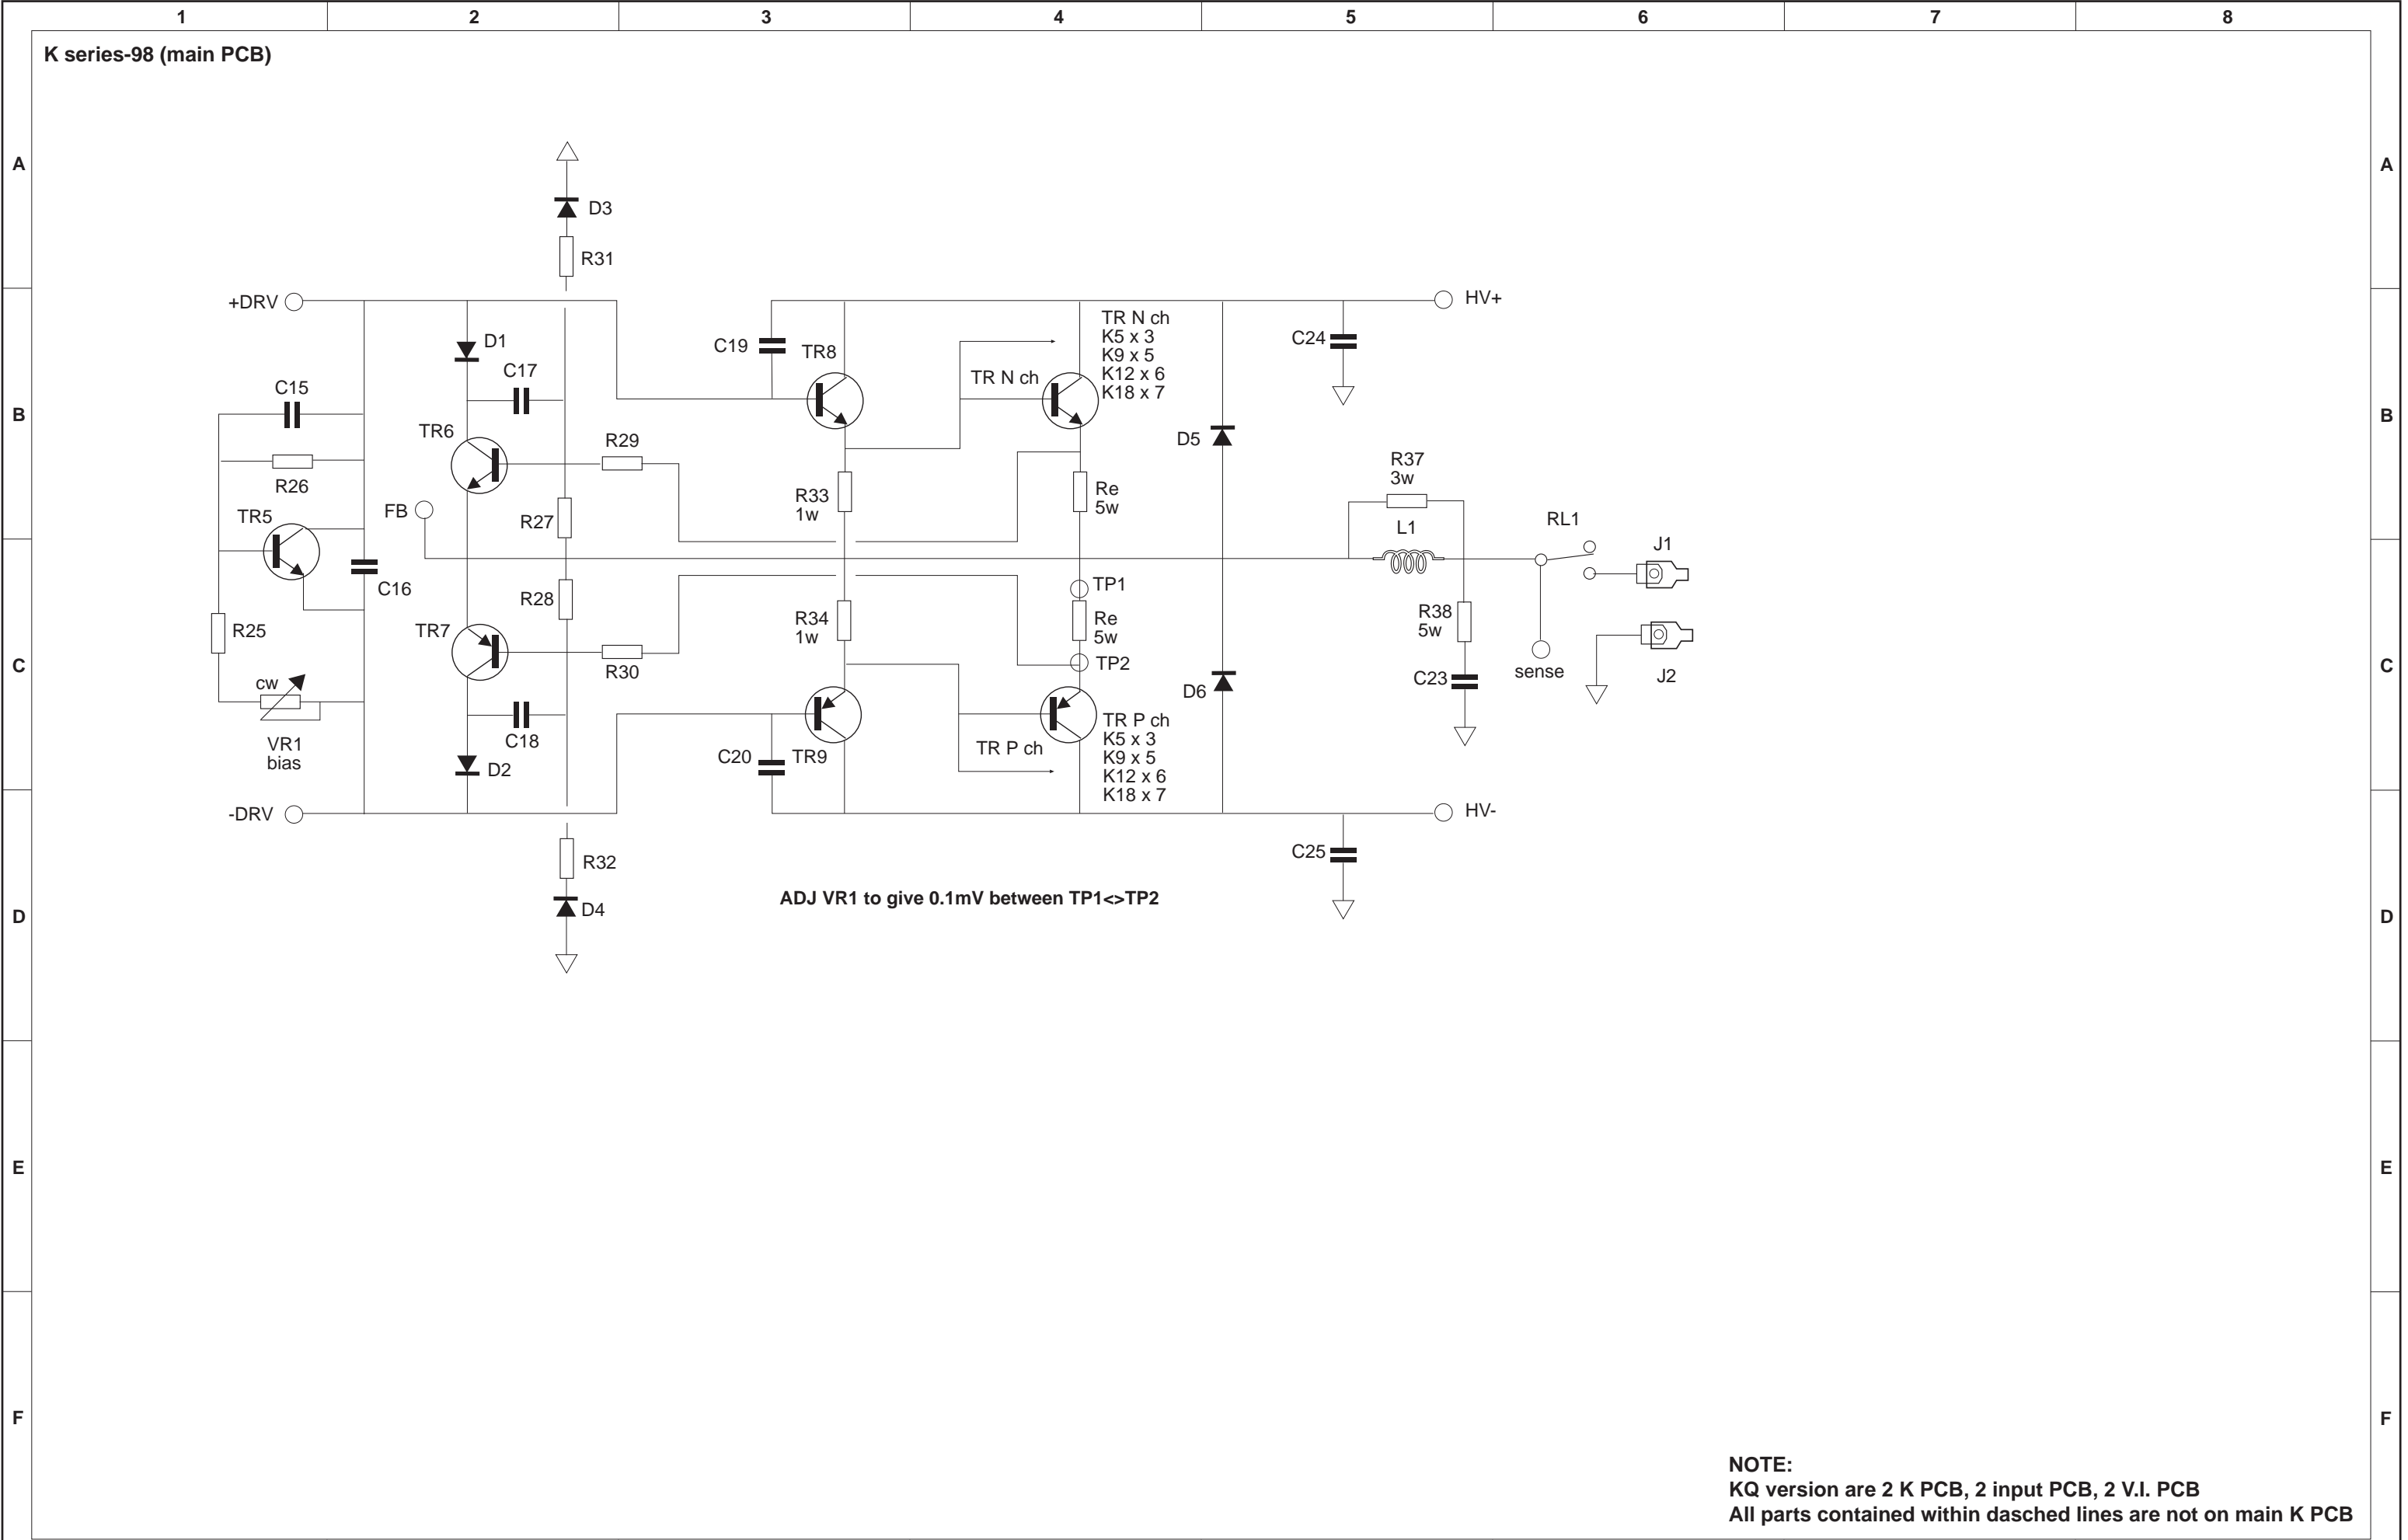 1 2 3 4 5 6 7 8
K series-98 (main PCB)
A A
D3
R31
+DRV
HV+
D1
C19
TR8
TR N ch
K5 x 3
K9 x 5
K12 x 6
K18 x 7
C24
C15
C17
TR N ch
B B
TR6
R29
D5
R26
R37
3w
FB
R33
1w
Re
5w
TR5
R27
L1
RL1
J1
C16
R28
TP1
R25
TR7
R34
1w
Re
5w
R38
5w
C C
R30
TP2
sense
J2
cw
D6
C23
VR1
bias
C18
TR P ch
K5 x 3
K9 x 5
K12 x 6
K18 x 7
C20
TR9
TR P ch
D2
-DRV
HV-
R32
C25
ADJ VR1 to give 0.1mV between TP1<>TP2
D4
D D
E E
F F
NOTE:
KQ version are 2 K PCB, 2 input PCB, 2 V.I. PCB
All parts contained within dasched lines are not on main K PCB